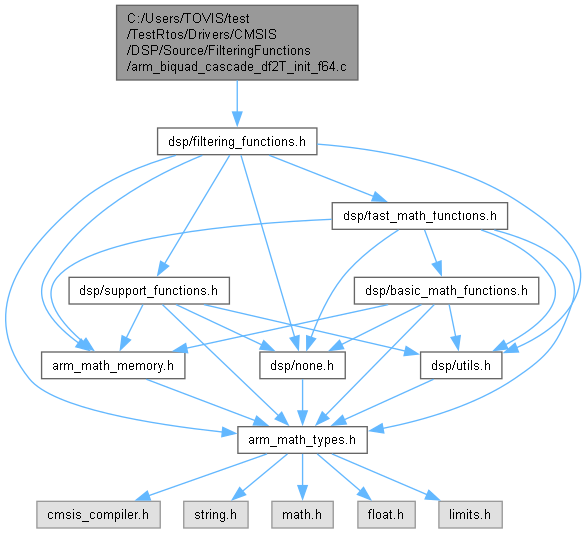 C:/Users/TOVIS/test
/TestRtos/Drivers/CMSIS
/DSP/Source/FilteringFunctions
/arm_biquad_cascade_df2T_init_f64.c
dsp/filtering_functions.h
dsp/fast_math_functions.h
dsp/support_functions.h
dsp/basic_math_functions.h
arm_math_memory.h
dsp/none.h
dsp/utils.h
arm_math_types.h
cmsis_compiler.h
string.h
math.h
float.h
limits.h